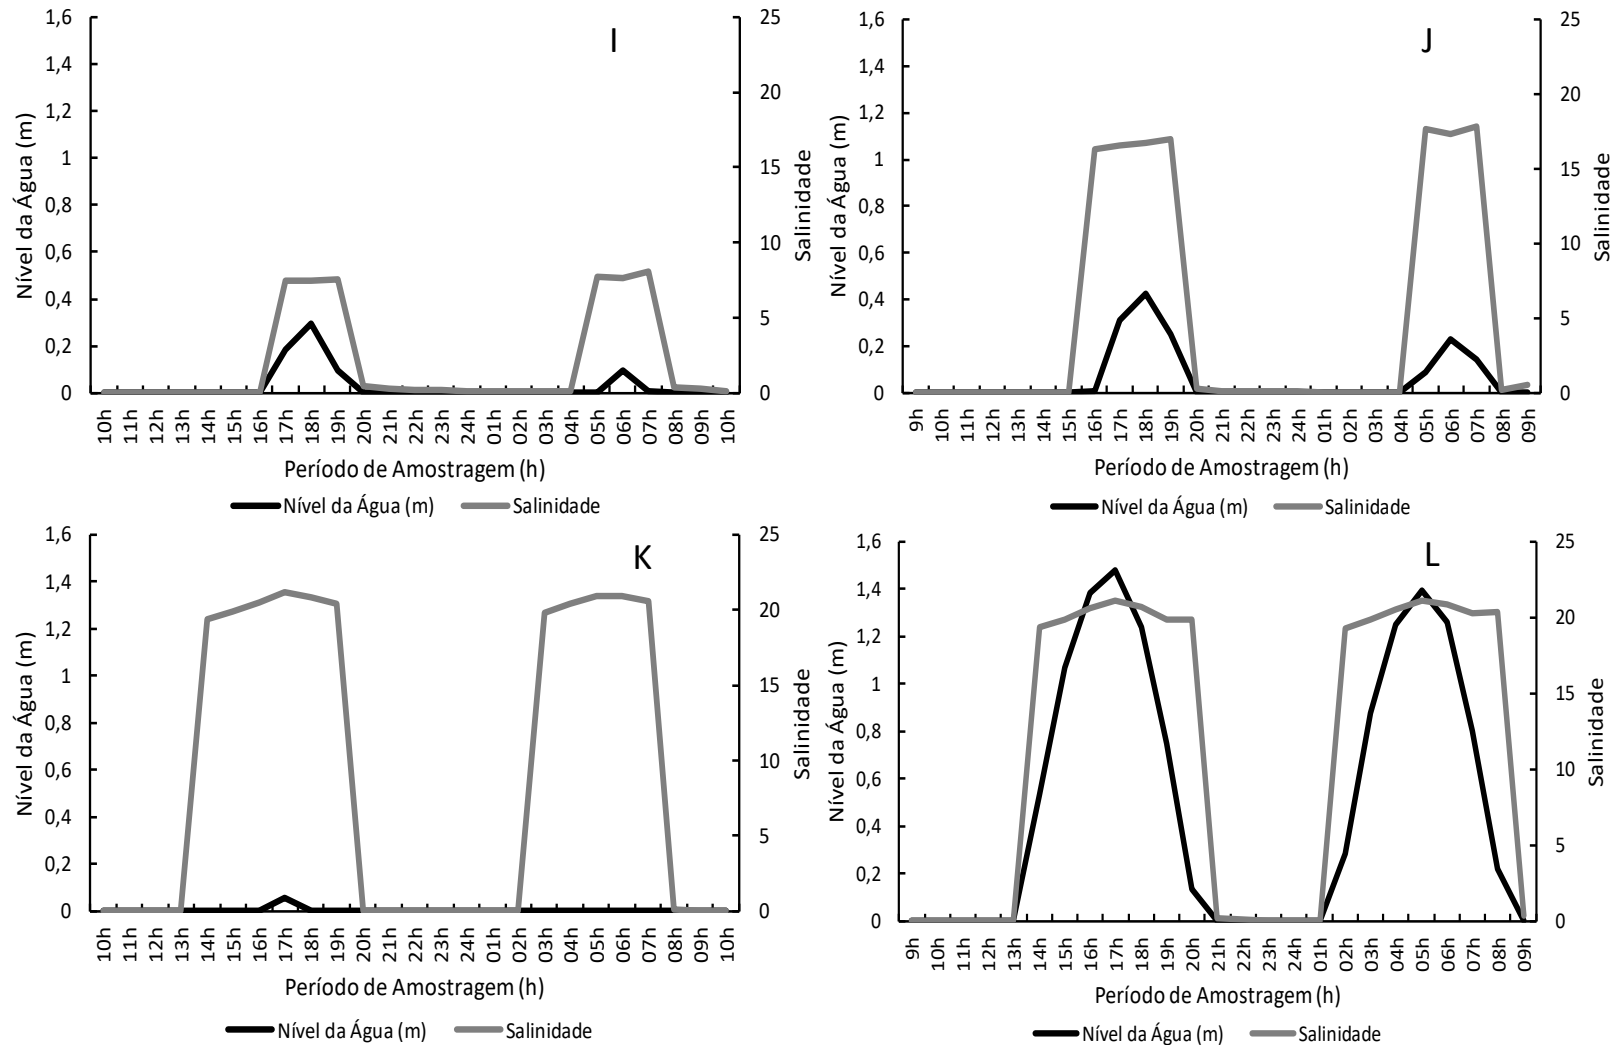 I
Nível da Água (m)
Salinidade
1,6
1,4
1,2
1
0,8
0,6
0,4
0,2
0
25
20
15
10
5
0
10h 11h 12h 13h 14h 15h 16h 17h 18h 19h 20h 21h 22h 23h 24h 01h 02h 03h 04h 05h 06h 07h 08h 09h 10h
Período de Amostragem (h)
Nível da Água (m) Salinidade
J
Nível da Água (m)
Salinidade
1,6
1,4
1,2
1
0,8
0,6
0,4
0,2
0
25
20
15
10
5
0
9h 10h 11h 12h 13h 14h 15h 16h 17h 18h 19h 20h 21h 22h 23h 24h 01h 02h 03h 04h 05h 06h 07h 08h 09h
Período de Amostragem (h)
Nível da Água (m) Salinidade
K
Nível da Água (m)
Salinidade
1,6
1,4
1,2
1
0,8
0,6
0,4
0,2
0
25
20
15
10
5
0
10h 11h 12h 13h 14h 15h 16h 17h 18h 19h 20h 21h 22h 23h 24h 01h 02h 03h 04h 05h 06h 07h 08h 09h 10h
Período de Amostragem (h)
Nível da Água (m) Salinidade
L
Nível da Água (m)
Salinidade
1,6
1,4
1,2
1
0,8
0,6
0,4
0,2
0
25
20
15
10
5
0
9h 10h 11h 12h 13h 14h 15h 16h 17h 18h 19h 20h 21h 22h 23h 24h 01h 02h 03h 04h 05h 06h 07h 08h 09h
Período de Amostragem (h)
Nível da Água (m) Salinidade